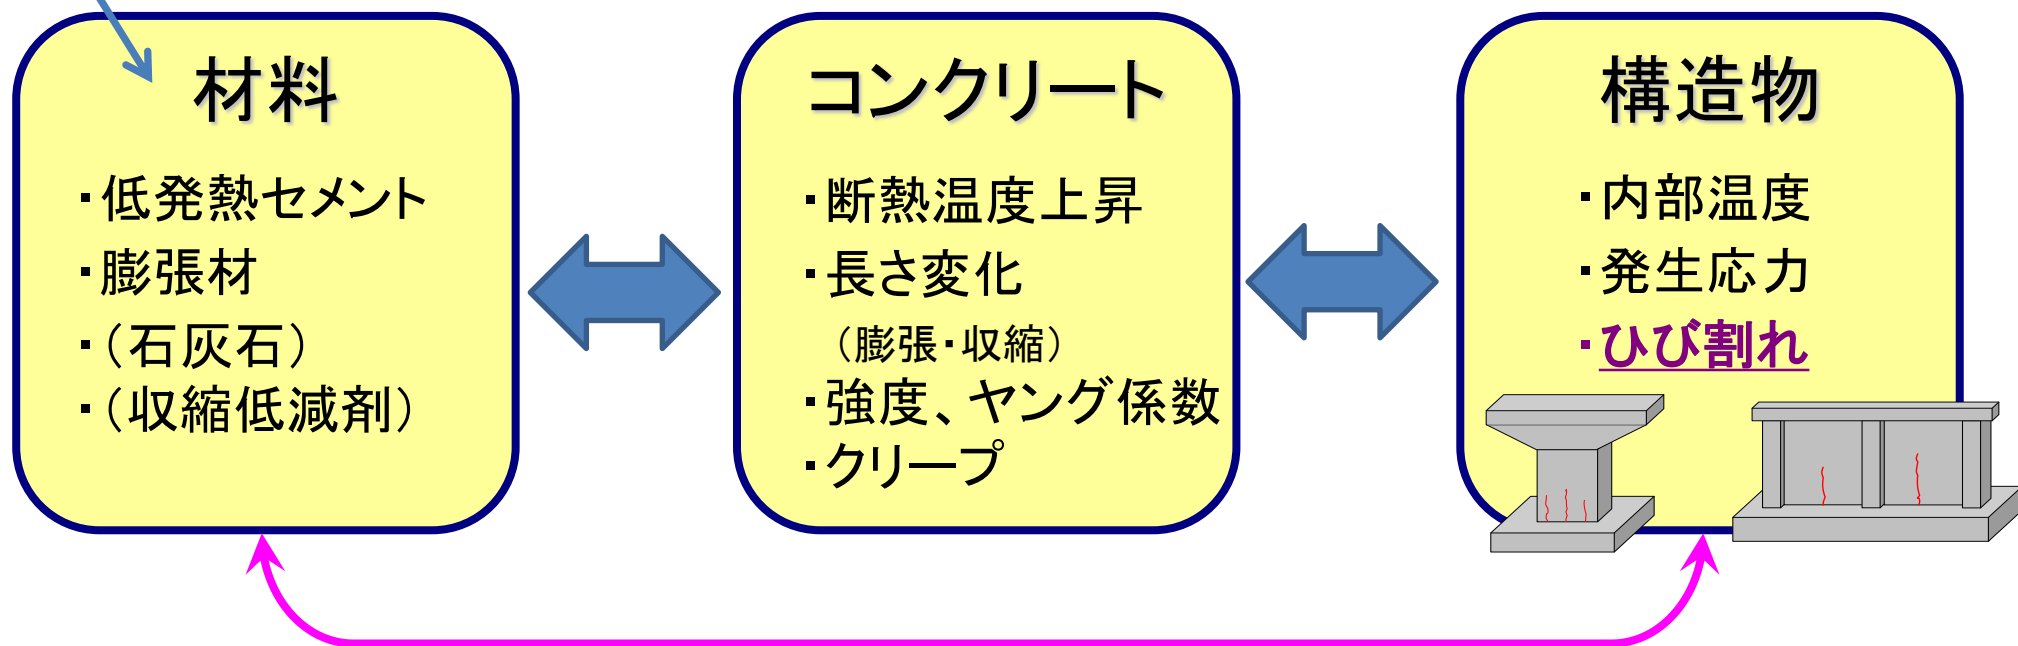 材料
・低発熱セメント
・膨張材
・(石灰石)
・(収縮低減剤)
コンクリート
・断熱温度上昇
・長さ変化
(膨張・収縮)
・強度、ヤング係数
・クリープ
構造物
・内部温度
・発生応力
・ひび割れ